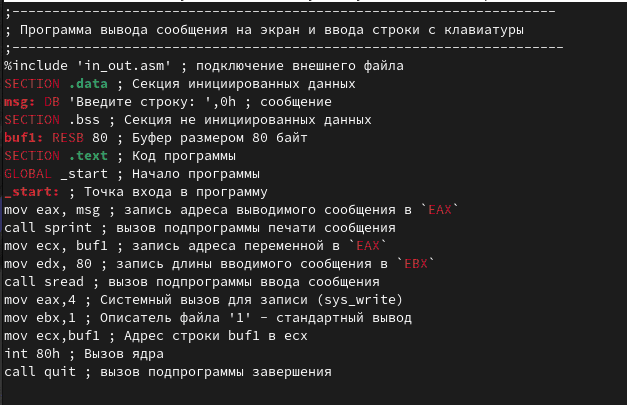 ;---------------------------------------------------------------
; Программа вывода сообщения на экран и ввода строки с клавиатуры
;----------------------------------------------------------------
%include 'in_out.asm' ; подключение внешнего файла
SECTION .data ; Секция инициированных данных
msg: DB 'Введите строку: ',0h ; сообщение
SECTION .bss ; Секция не инициированных данных
buf1: RESB 80 ; Буфер размером 80 байт
SECTION .text ; Код программы
GLOBAL _start ; Начало программы
_start: ; Точка входа в программу
mov eax, msg ; запись адреса выводимого сообщения в `EAX`
call sprint ; вызов подпрограммы печати сообщения
mov ecx, buf1 ; запись адреса переменной в `EAX`
mov edx, 80 ; запись длины вводимого сообщения в `EBX`
call sread ; вызов подпрограммы ввода сообщения
mov eax,4 ; Системный вызов для записи (sys_write)
mov ebx,1 ; Описатель файла '1' - стандартный вывод
mov ecx,buf1 ; Адрес строки buf1 в ecx
int 80h ; Вызов ядра
call quit ; вызов подпрограммы завершения